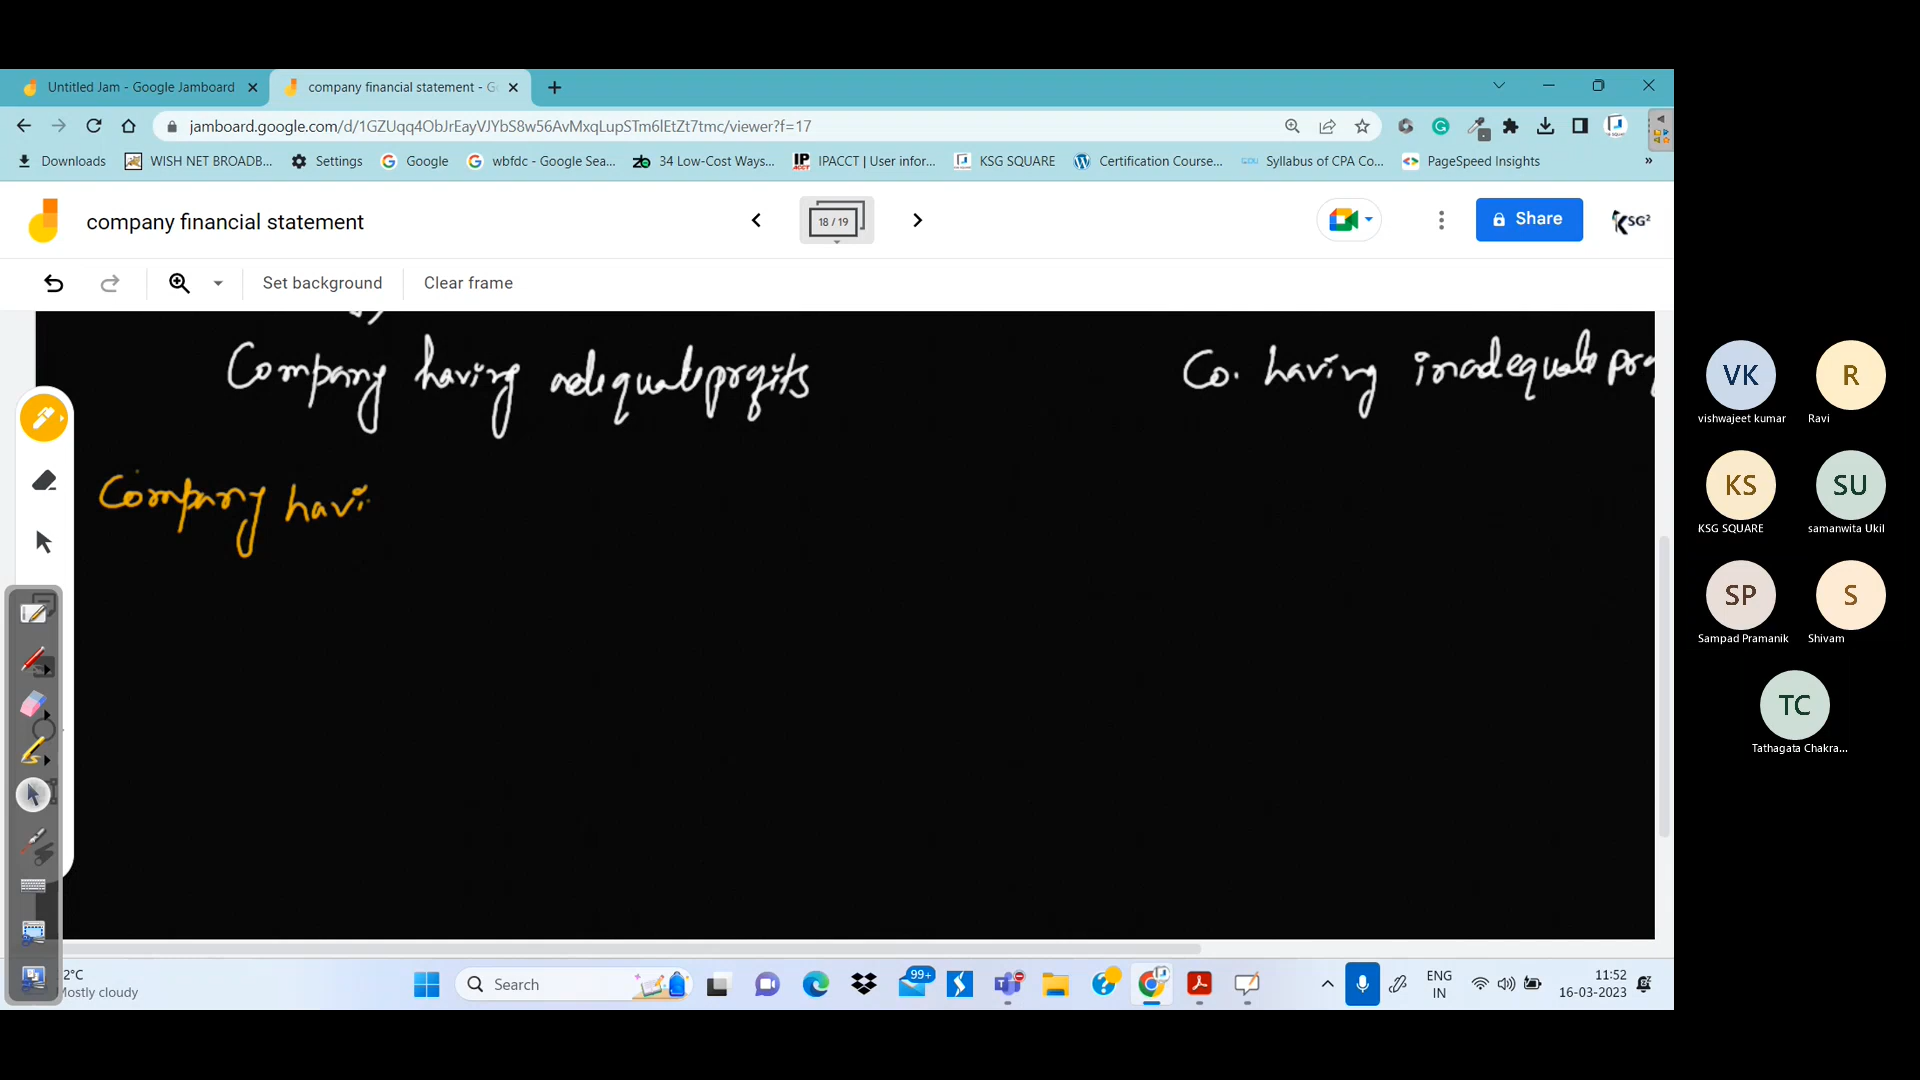 Untitled Jam - Google Jamboard
company financial statement - G
jamboard.google.com/d/1GZUqq4ObJrEayVJYbS8w56AvMxqLupSTm6lEtZt7tmc/viewer?f=17
Downloads WISH NET BROADB... Settings Google wbfdc - Google Sea... 34 Low-Cost Ways... IPACCT | User infor... KSG SQUARE Certification Course... Syllabus of CPA Co... PageSpeed Insights »
company financial statement
18 / 19
Share
KSG²
Set background Clear frame
Company having adequate profits
Co. having inadequate
Company havi
VK
vishwajeet kumar
R
Ravi
KS
KSG SQUARE
SU
samanwita Ukil
SP
Sampad Pramanik
S
Shivam
TC
Tathagata Chakra...
2°C
Mostly cloudy
Search
99+
ENG
IN
11:52
16-03-2023